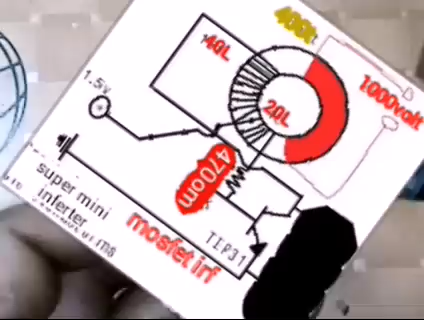 400t
40L
1.5v
1000volt
20L
470om
super mini
inferter
mosfet irf
TIP31